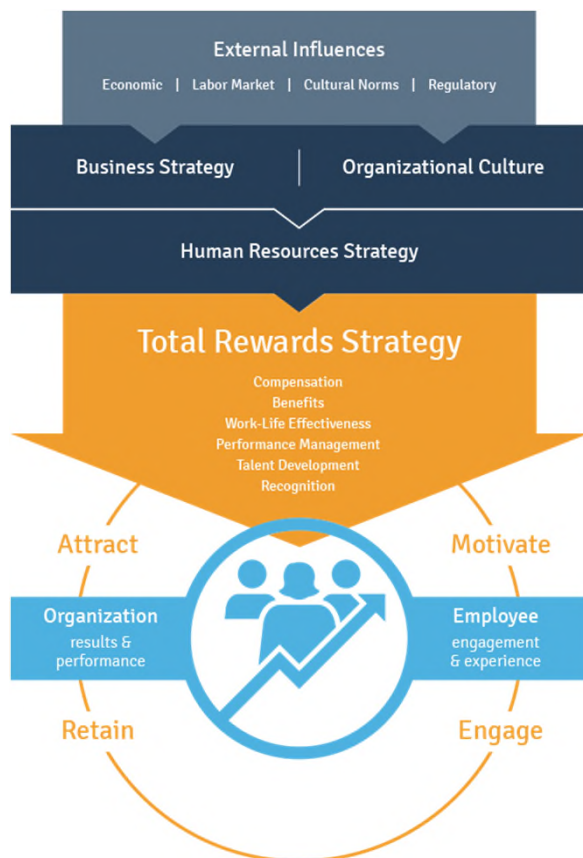 External Influences
Economic | Labor Market | Cultural Norms | Regulatory
Business Strategy | Organizational Culture
Human Resources Strategy
Total Rewards Strategy
Compensation
Benefits
Work-Life Effectiveness
Performance Management
Talent Development
Recognition
Attract
Motivate
Organization
results &
performance
Employee
engagement
& experience
Retain
Engage